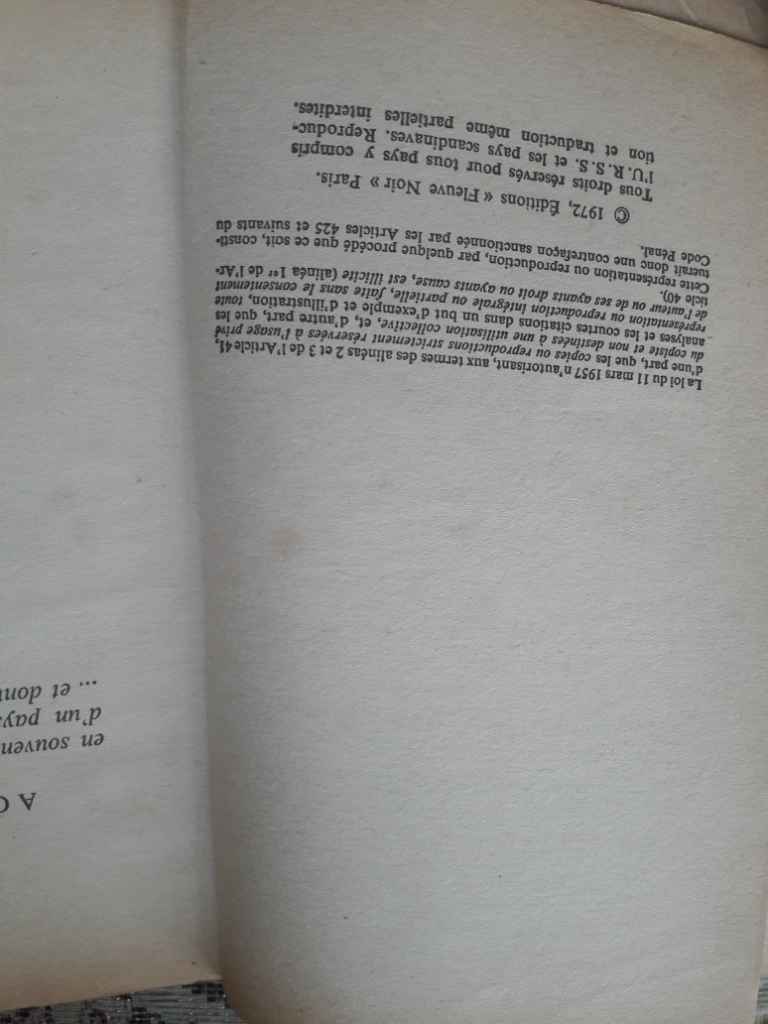 La loi du 11 mars 1957 n'autorisant, aux termes des alinéas 2 et 3 de l'Article 41,
d'une part, que les copies ou reproductions strictement réservées à l'usage privé
du copiste et non destinées à une utilisation collective, et, d'autre part, que les
analyses et les courtes citations dans un but d'exemple et d'illustration, toute
représentation ou reproduction intégrale ou partielle, faite sans le consentement
de l'auteur ou de ses ayants droit ou ayants cause, est illicite (alinéa 1er de l'Ar-
ticle 40).
Cette représentation ou reproduction, par quelque procédé que ce soit, consti-
tuerait donc une contrefaçon sanctionnée par les Articles 425 et suivants du
Code Pénal.
© 1972, Éditions « Fleuve Noir » Paris.
Tous droits réservés pour tous pays y compris
l'U.R.S.S. et les pays scandinaves. Reproduc-
tion et traduction même partielles interdites.
A
en
d'un
... et